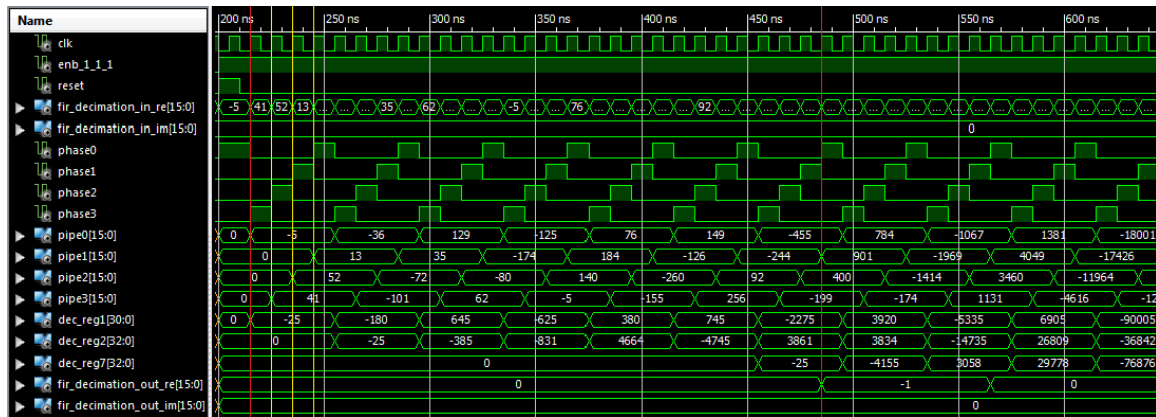 Name 200 ns 250 ns 300 ns 350 ns 400 ns 450 ns 500 ns 550 ns 600 ns
clk
enb_1_1_1
reset
fir_decimation_in_re[15:0] -5 41 52 13 ... ... ... 35 ... 62 ... ... ... -5 ... ... 76 ... ... ... ... ... 92 ... ... ... ... ... ... ... ... ... ... ... ... ... ... ... ... ... ... ... ...
fir_decimation_in_im[15:0] 0
phase0
phase1
phase2
phase3
pipe0[15:0] 0 -5 -36 129 -125 76 149 -455 784 -1067 1381 -18001
pipe1[15:0] 0 13 35 -174 184 -126 -244 901 -1969 4049 -17426
pipe2[15:0] 0 52 -72 -80 140 -260 92 400 -1414 3460 -11964
pipe3[15:0] 0 41 -101 62 -5 -155 256 -199 -174 1131 -4616 -12
dec_reg1[30:0] 0 -25 -180 645 -625 380 745 -2275 3920 -5335 6905 -90005
dec_reg2[32:0] 0 -25 -385 -831 4664 -4745 3861 3834 -14735 26809 -36842
dec_reg7[32:0] 0 -25 -4155 3058 29778 -76876
fir_decimation_out_re[15:0] 0 -1 0
fir_decimation_out_im[15:0] 0